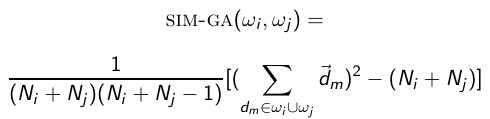 SIM-GA(ωᵢ, ωⱼ) =
1
(Nᵢ + Nⱼ)(Nᵢ + Nⱼ − 1)
[( ∑ d⃗ₘ)² − (Nᵢ + Nⱼ)]
dₘ∈ωᵢ∪ωⱼ